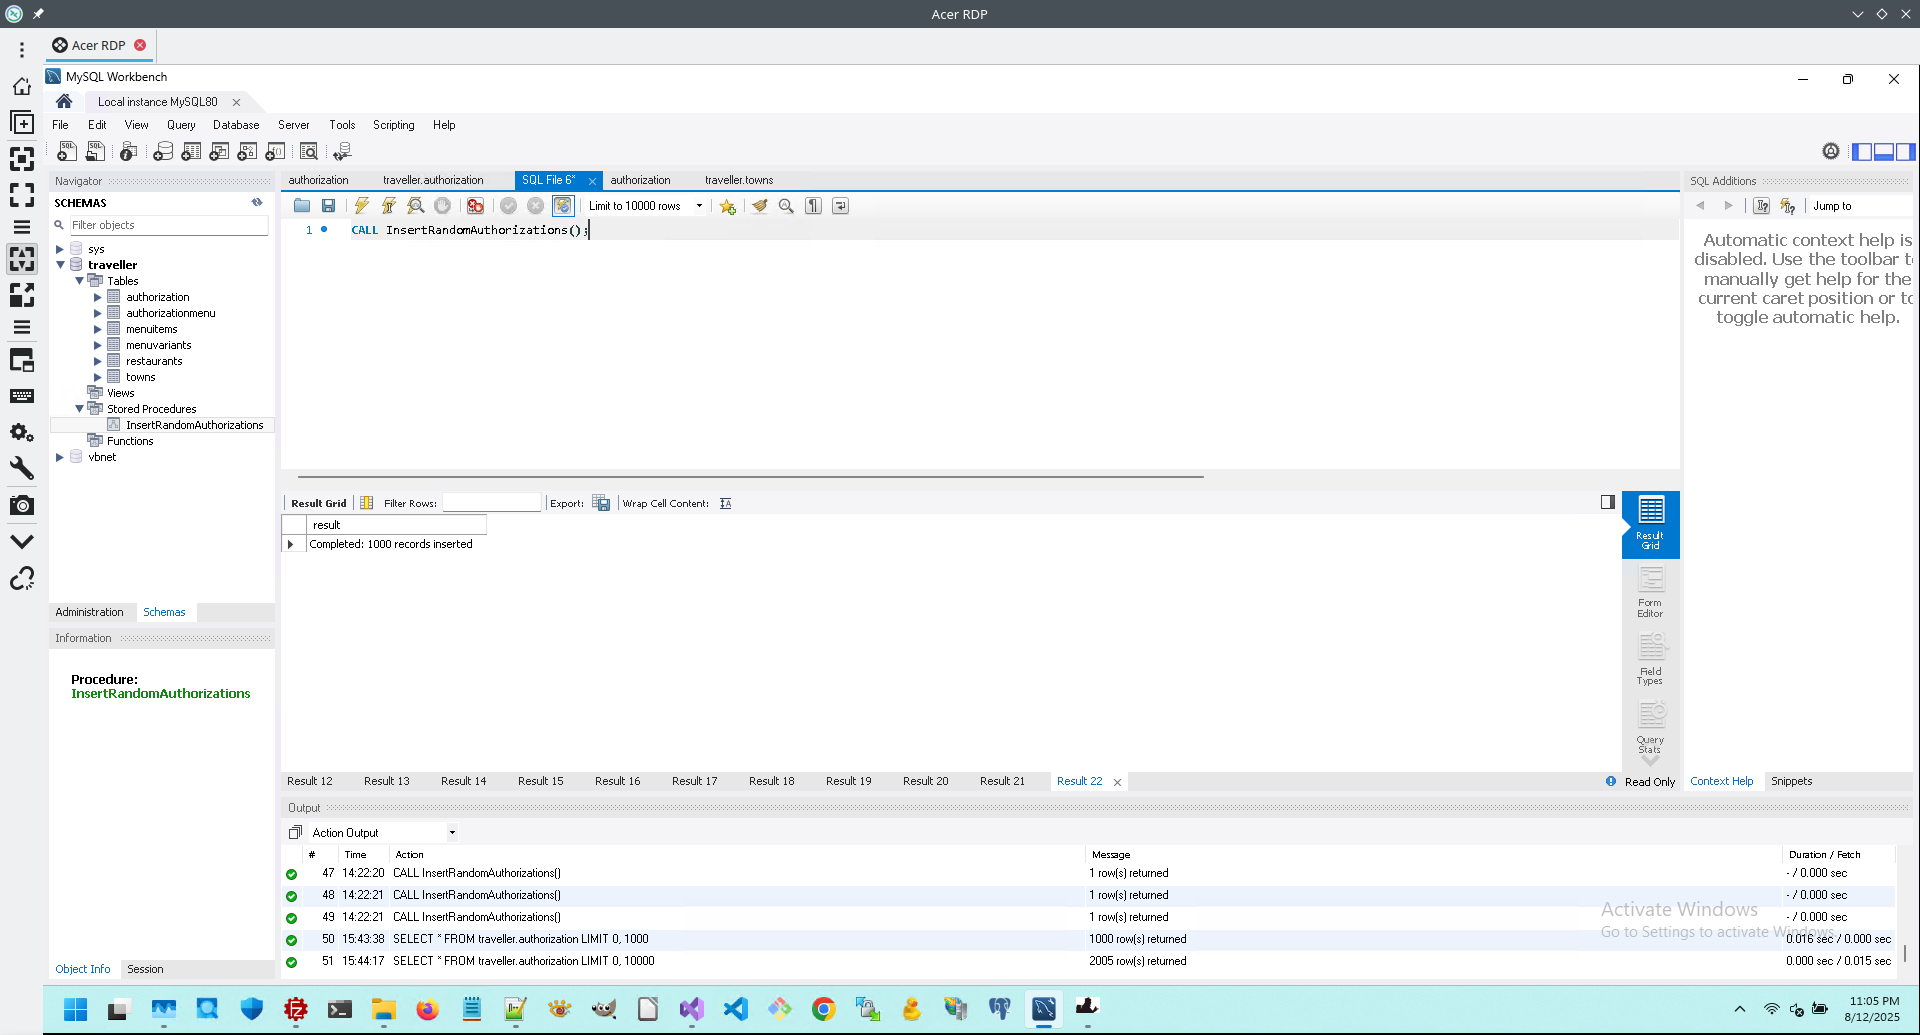 Acer RDP
Acer RDP
MySQL Workbench
Local instance MySQL80
File Edit View Query Database Server Tools Scripting Help
Navigator
SCHEMAS
Filter objects
sys
traveller
Tables
authorization
authorizationmenu
menuitems
menuvariants
restaurants
towns
Views
Stored Procedures
InsertRandomAuthorizations
Functions
vbnet
Administration Schemas
Information
Procedure:
InsertRandomAuthorizations
Object Info Session
authorization traveller.authorization SQL File 6* authorization traveller.towns
Limit to 10000 rows
1 CALL InsertRandomAuthorizations();
Result Grid Filter Rows: Export: Wrap Cell Content:
result
Completed: 1000 records inserted
Result Grid
Form Editor
Field Types
Query Stats
Result 12 Result 13 Result 14 Result 15 Result 16 Result 17 Result 18 Result 19 Result 20 Result 21 Result 22
Read Only
SQL Additions
Jump to
Automatic context help is
disabled. Use the toolbar t
manually get help for the
current caret position or to
toggle automatic help.
Context Help Snippets
Output
Action Output
# Time Action Message Duration / Fetch
47 14:22:20 CALL InsertRandomAuthorizations() 1 row(s) returned - / 0.000 sec
48 14:22:21 CALL InsertRandomAuthorizations() 1 row(s) returned - / 0.000 sec
49 14:22:21 CALL InsertRandomAuthorizations() 1 row(s) returned - / 0.000 sec
50 15:43:38 SELECT * FROM traveller.authorization LIMIT 0, 1000 1000 row(s) returned 0.016 sec / 0.000 sec
51 15:44:17 SELECT * FROM traveller.authorization LIMIT 0, 10000 2005 row(s) returned 0.000 sec / 0.015 sec
Activate Windows
Go to Settings to activate Windows.
11:05 PM
8/12/2025